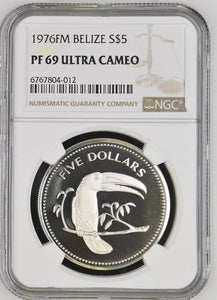 1976FM BELIZE S$5
PF 69 ULTRA CAMEO
6767804-012
NUMISMATIC GUARANTY COMPANY
NGC
FIVE DOLLARS